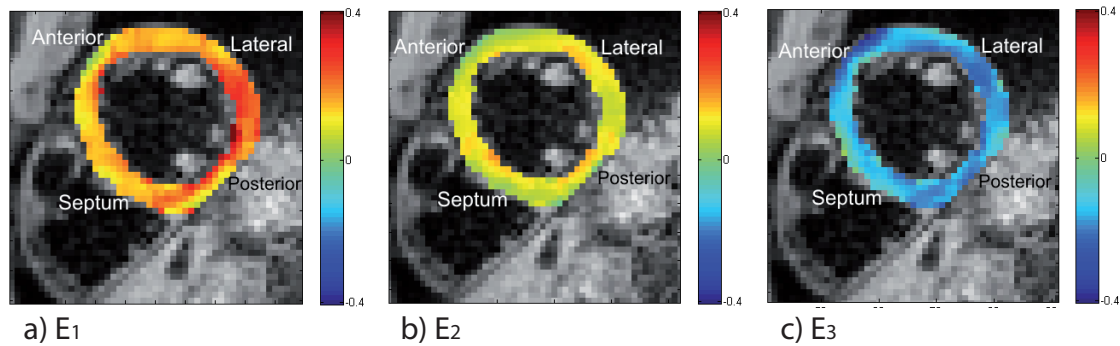 0.4
0
-0.4
Anterior
Lateral
Septum
Posterior
a) E1
0.4
0
-0.4
Anterior
Lateral
Septum
Posterior
b) E2
0.4
0
-0.4
Anterior
Lateral
Septum
Posterior
c) E3